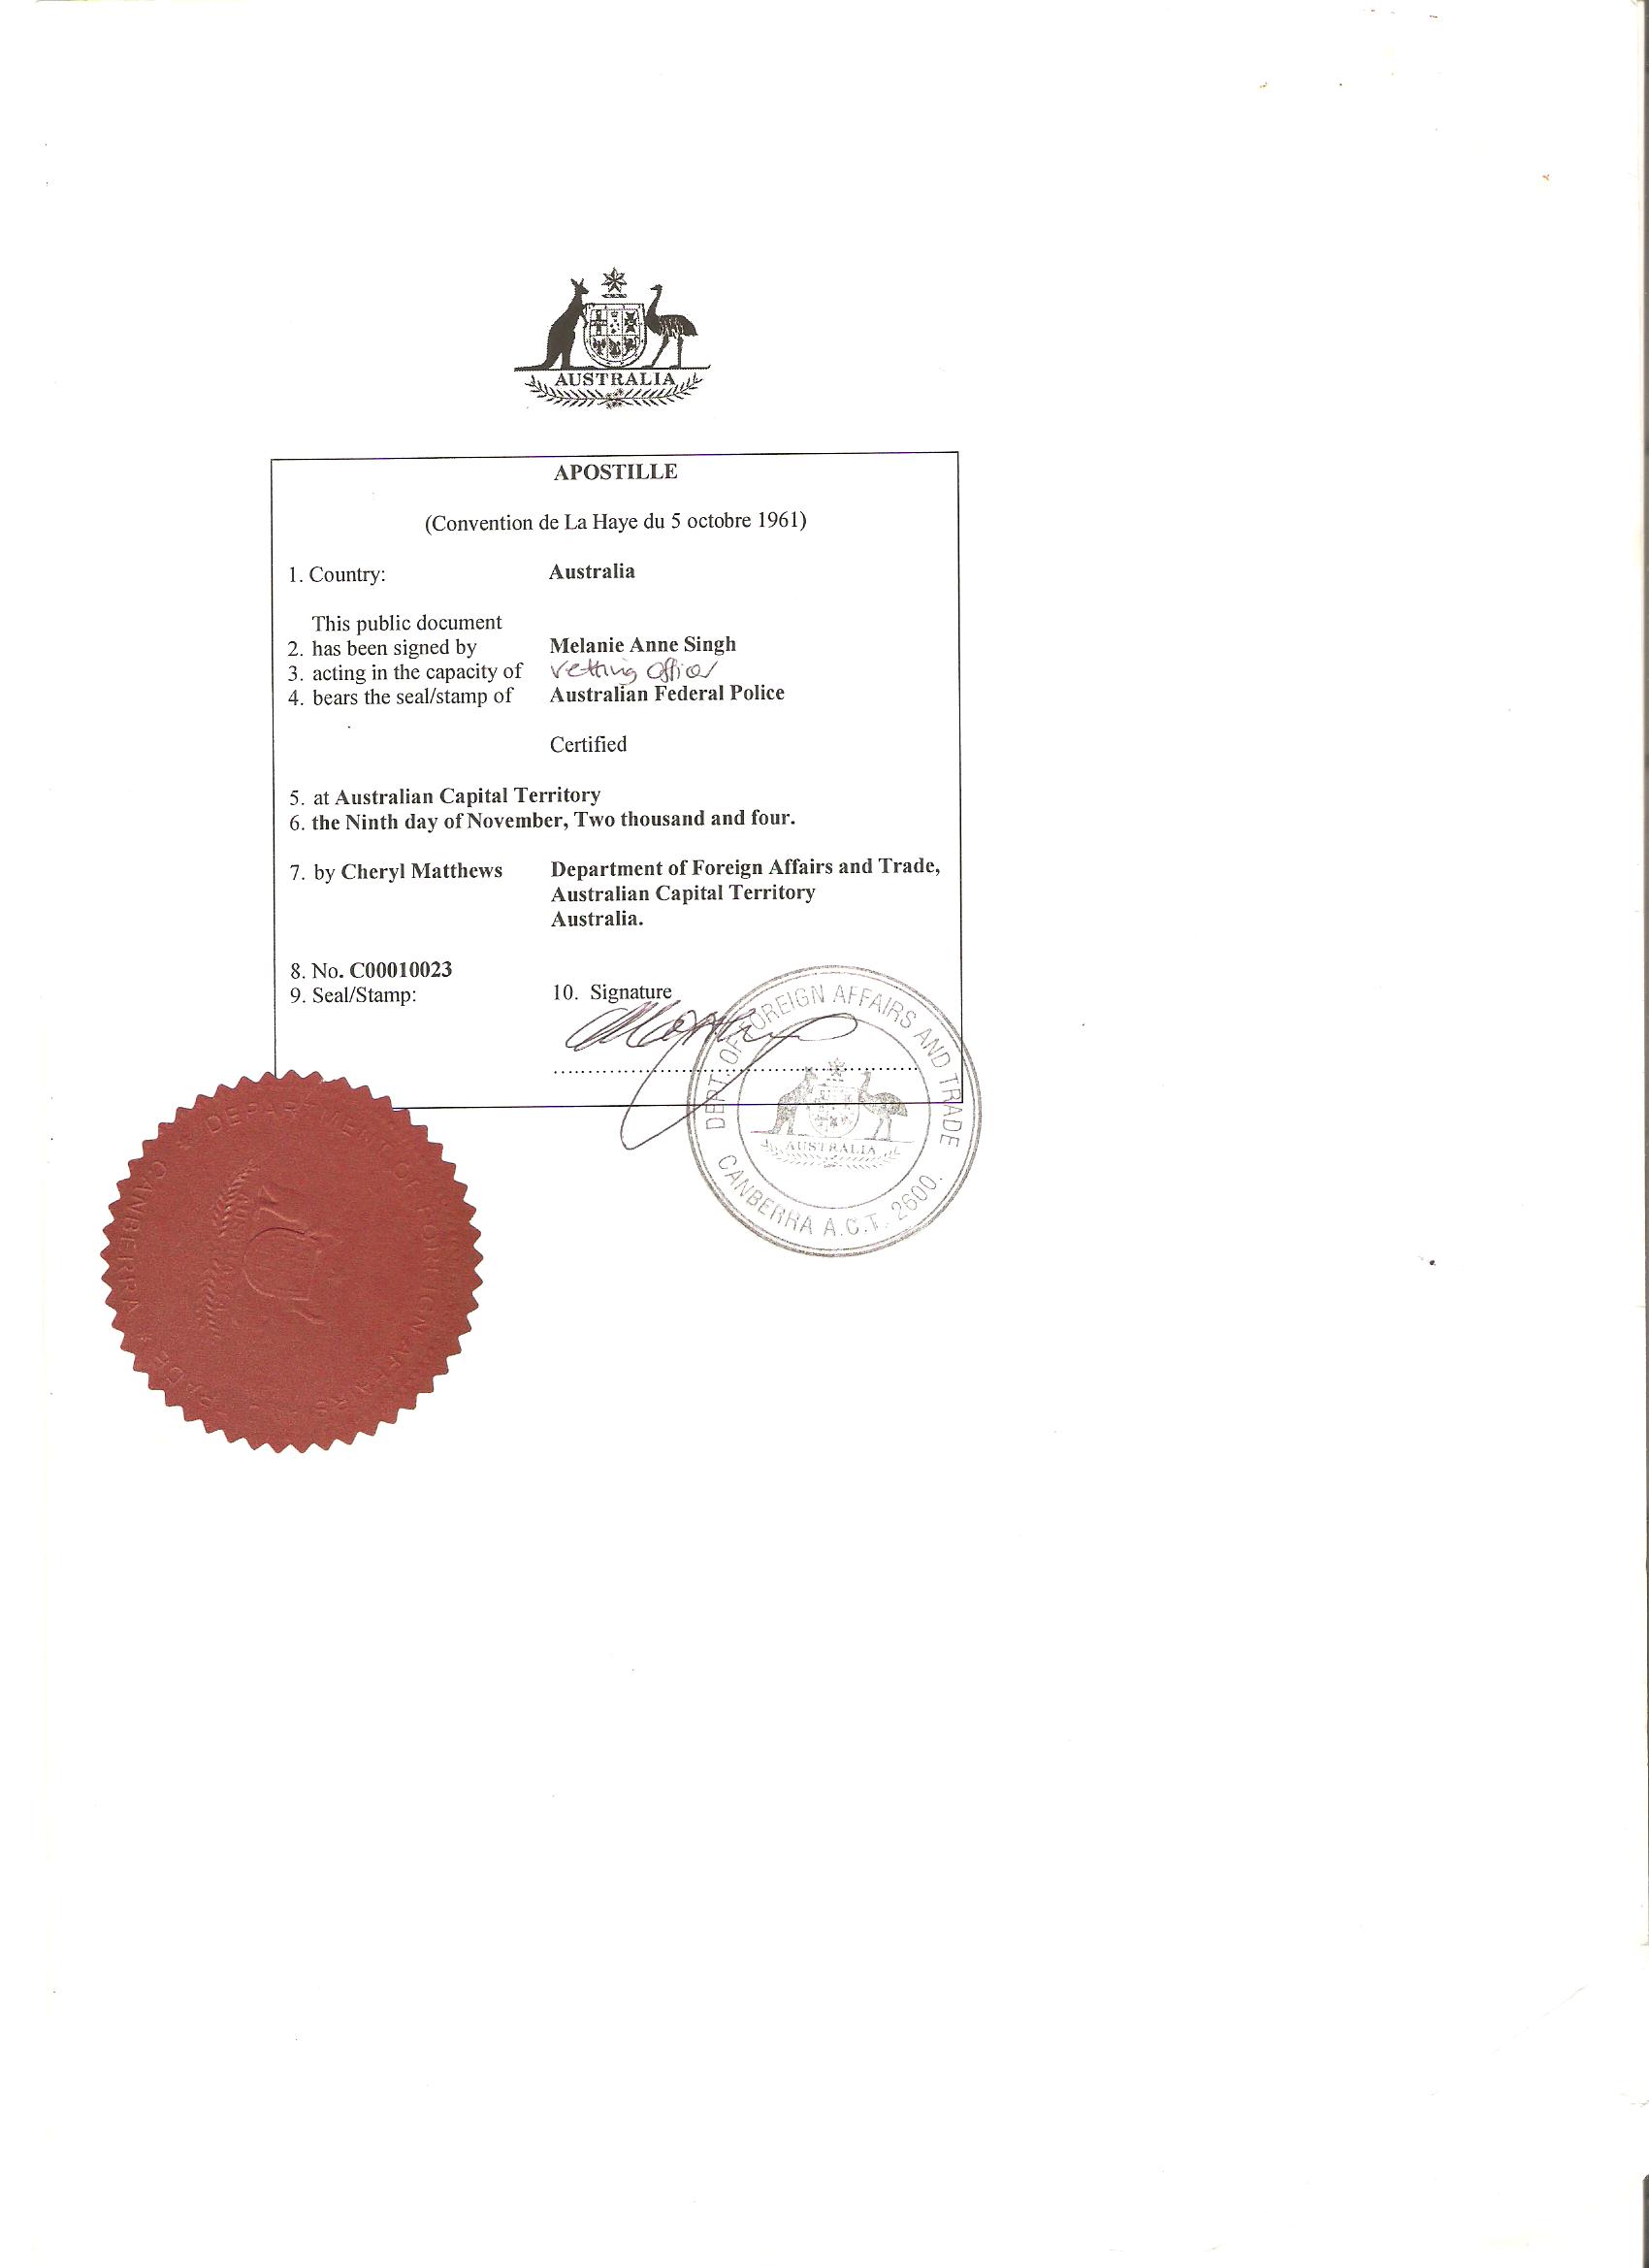 AUSTRALIA
APOSTILLE
(Convention de La Haye du 5 octobre 1961)
1. Country: Australia
This public document
2. has been signed by Melanie Anne Singh
3. acting in the capacity of vetting officer
4. bears the seal/stamp of Australian Federal Police
Certified
5. at Australian Capital Territory
6. the Ninth day of November, Two thousand and four.
7. by Cheryl Matthews Department of Foreign Affairs and Trade,
Australian Capital Territory
Australia.
8. No. C00010023
9. Seal/Stamp: 10. Signature
DEPT. OF FOREIGN AFFAIRS AND TRADE
AUSTRALIA
CANBERRA A.C.T. 2600.
DEPARTMENT OF FOREIGN AFFAIRS
CANBERRA